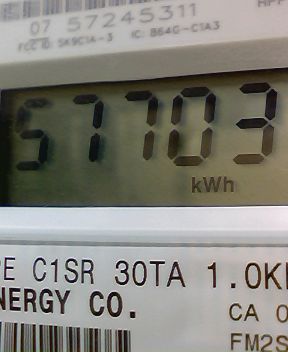 07 57245311
FCC ID: SK9C1A-3 IC: 864G-C1A3
57703
kWh
PE C1SR 30TA 1.0K
NERGY CO.
CA 0
FM2S